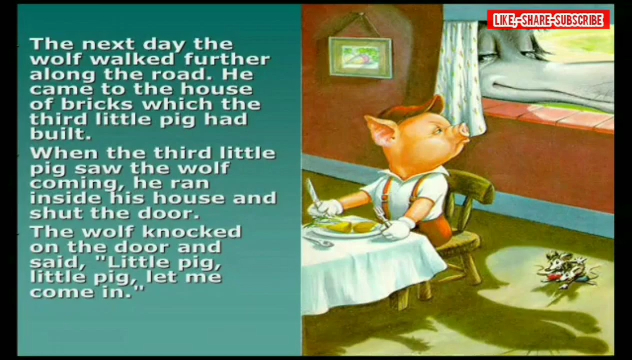 LIKE, -SHARE-SUBSCRIBE
The next day the
wolf walked further
along the road. He
came to the house
of bricks which the
third little pig had
built.
When the third little
pig saw the wolf
coming, he ran
inside his house and
shut the door.
The wolf knocked
on the door and
said, "Little pig,
little pig, let me
come in."